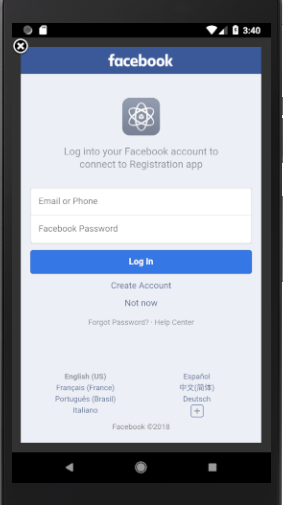 3:40
facebook
Log into your Facebook account to
connect to Registration app
Email or Phone
Facebook Password
Log In
Create Account
Not now
Forgot Password? · Help Center
English (US)
Español
Français (France)
中文(简体)
Português (Brasil)
Deutsch
Italiano
Facebook ©2018